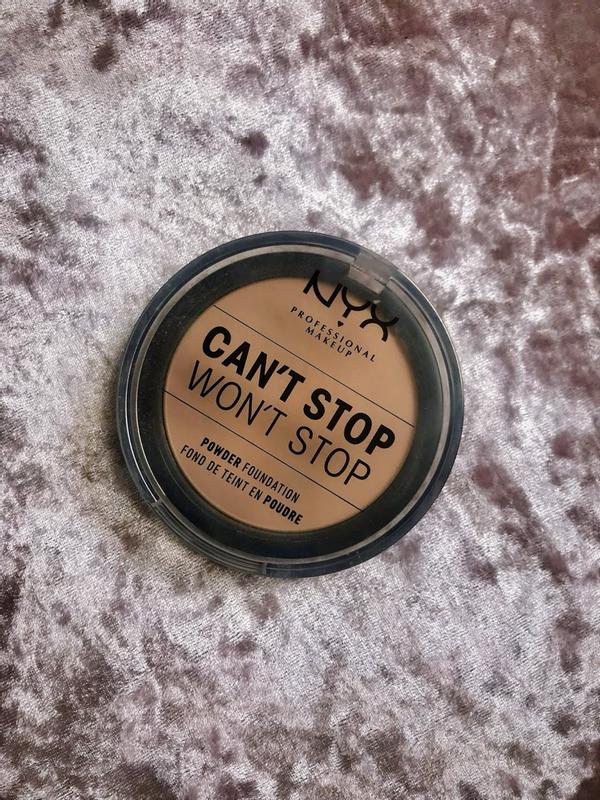 NYX
PROFESSIONAL
MAKEUP
CAN'T STOP
WON'T STOP
POWDER FOUNDATION
FOND DE TEINT EN POUDRE